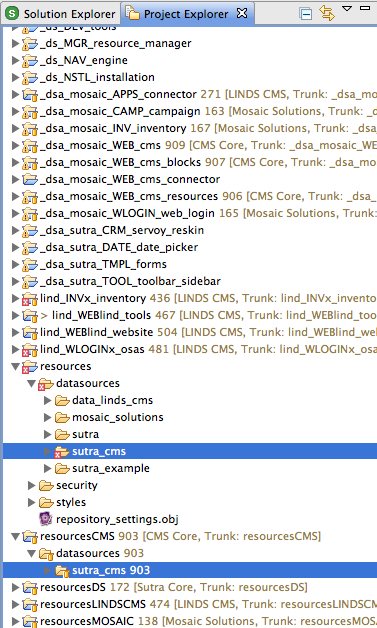 S Solution Explorer Project Explorer
_ds_DEV_tools
_ds_MGR_resource_manager
_ds_NAV_engine
_ds_NSTL_installation
_dsa_mosaic_APPS_connector 271 [LINDS CMS, Trunk: _dsa_mo
_dsa_mosaic_CAMP_campaign 163 [Mosaic Solutions, Trunk: _
_dsa_mosaic_INV_inventory 167 [Mosaic Solutions, Trunk: _dsa
_dsa_mosaic_WEB_cms 909 [CMS Core, Trunk: _dsa_mosaic_WE
_dsa_mosaic_WEB_cms_blocks 907 [CMS Core, Trunk: _dsa_mo
_dsa_mosaic_WEB_cms_connector
_dsa_mosaic_WEB_cms_resources 906 [CMS Core, Trunk: _dsa_
_dsa_mosaic_WLOGIN_web_login 165 [Mosaic Solutions, Trunk:
_dsa_sutra_CRM_servoy_reskin
_dsa_sutra_DATE_date_picker
_dsa_sutra_TMPL_forms
_dsa_sutra_TOOL_toolbar_sidebar
lind_INVx_inventory 436 [LINDS CMS, Trunk: lind_INVx_invento
> lind_WEBlind_tools 467 [LINDS CMS, Trunk: lind_WEBlind_too
lind_WEBlind_website 504 [LINDS CMS, Trunk: lind_WEBlind_we
lind_WLOGINx_osas 481 [LINDS CMS, Trunk: lind_WLOGINx_osa
resources
datasources
data_linds_cms
mosaic_solutions
sutra
sutra_cms
sutra_example
security
styles
repository_settings.obj
resourcesCMS 903 [CMS Core, Trunk: resourcesCMS]
datasources 903
sutra_cms 903
resourcesDS 172 [Sutra Core, Trunk: resourcesDS]
resourcesLINDSCMS 474 [LINDS CMS, Trunk: resourcesLINDSCM
resourcesMOSAIC 138 [Mosaic Solutions, Trunk: resourcesMOSA